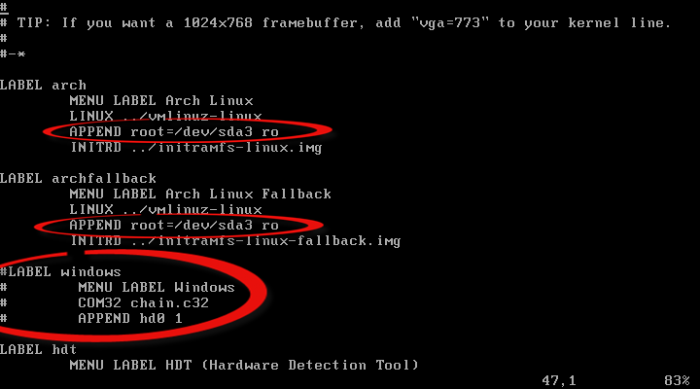 #
# TIP: If you want a 1024x768 framebuffer, add "vga=773" to your kernel line.
#
#-*
LABEL arch
MENU LABEL Arch Linux
LINUX ../vmlinuz-linux
APPEND root=/dev/sda3 ro
INITRD ../initramfs-linux.img
LABEL archfallback
MENU LABEL Arch Linux Fallback
LINUX ../vmlinuz-linux
APPEND root=/dev/sda3 ro
INITRD ../initramfs-linux-fallback.img
#LABEL windows
# MENU LABEL Windows
# COM32 chain.c32
# APPEND hd0 1
LABEL hdt
MENU LABEL HDT (Hardware Detection Tool)
47,1 83%